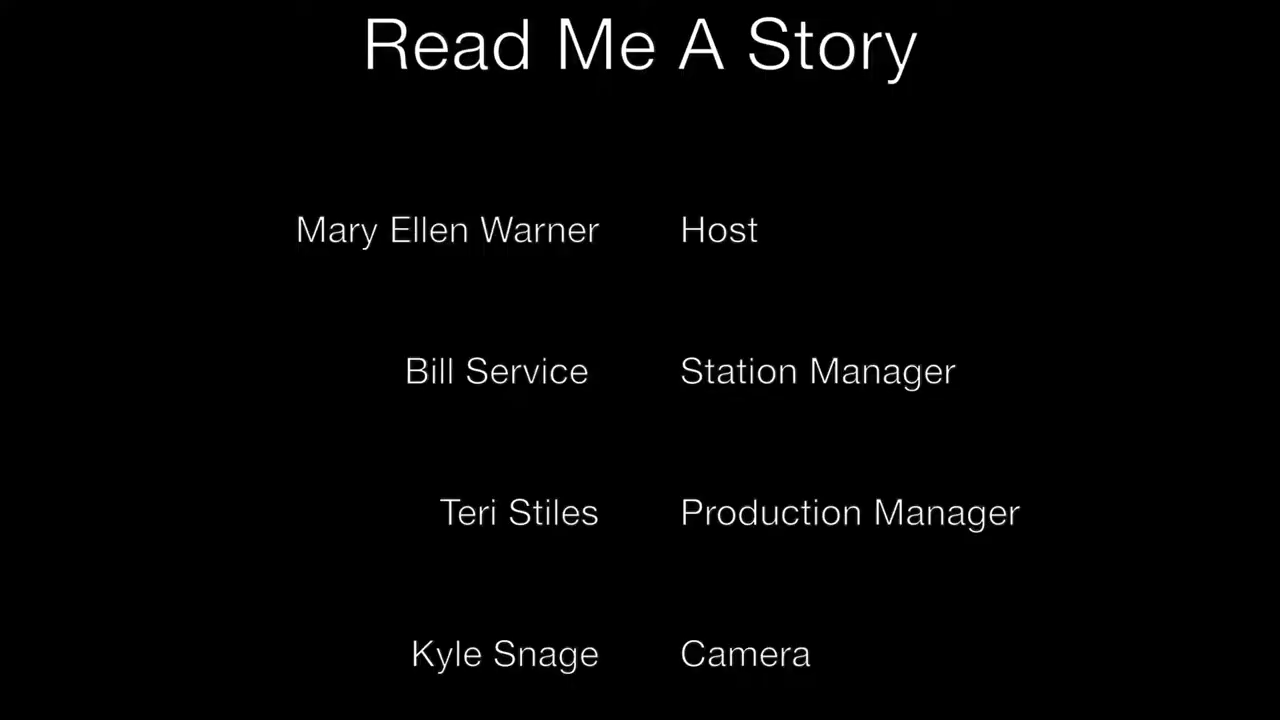 Read Me A Story
Mary Ellen Warner Host
Bill Service Station Manager
Teri Stiles Production Manager
Kyle Snage Camera